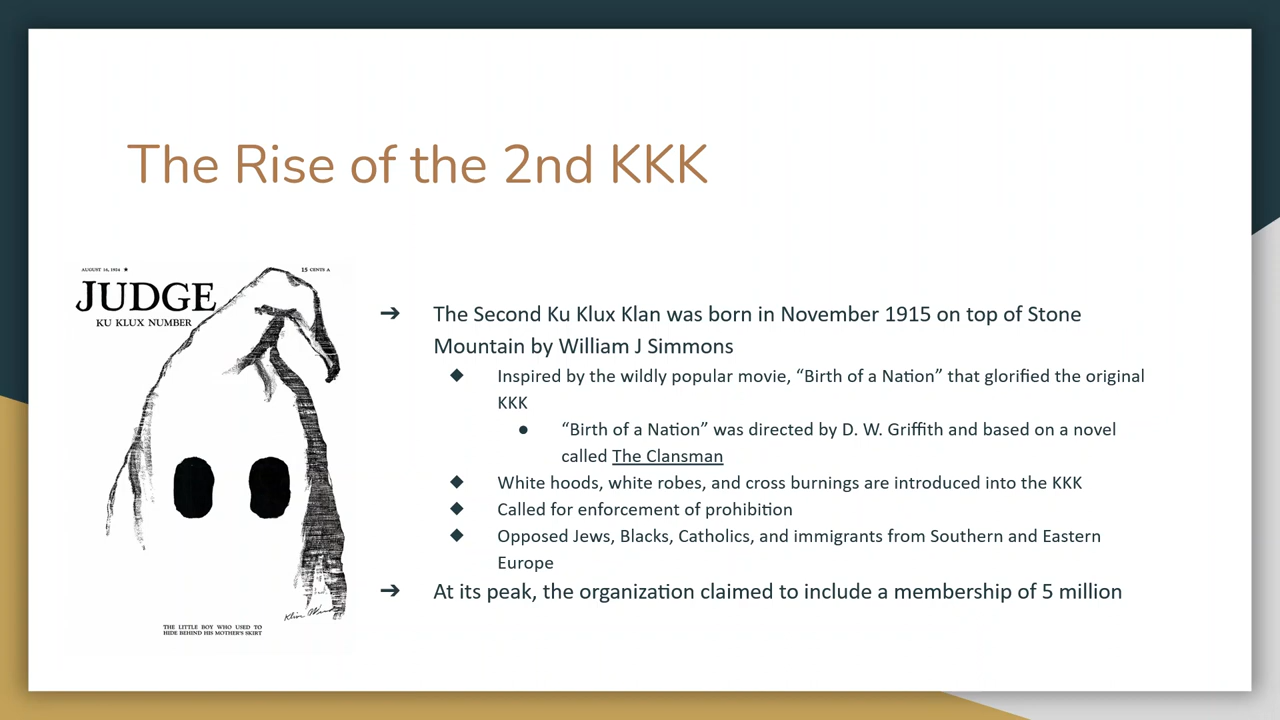 The Rise of the 2nd KKK
AUGUST 16, 1924 ★
15 CENTS A
JUDGE
KU KLUX NUMBER
THE LITTLE BOY WHO USED TO
HIDE BEHIND HIS MOTHER'S SKIRT
➔ The Second Ku Klux Klan was born in November 1915 on top of Stone
Mountain by William J Simmons
◆ Inspired by the wildly popular movie, “Birth of a Nation” that glorified the original
KKK
● “Birth of a Nation” was directed by D. W. Griffith and based on a novel
called The Clansman
◆ White hoods, white robes, and cross burnings are introduced into the KKK
◆ Called for enforcement of prohibition
◆ Opposed Jews, Blacks, Catholics, and immigrants from Southern and Eastern
Europe
➔ At its peak, the organization claimed to include a membership of 5 million